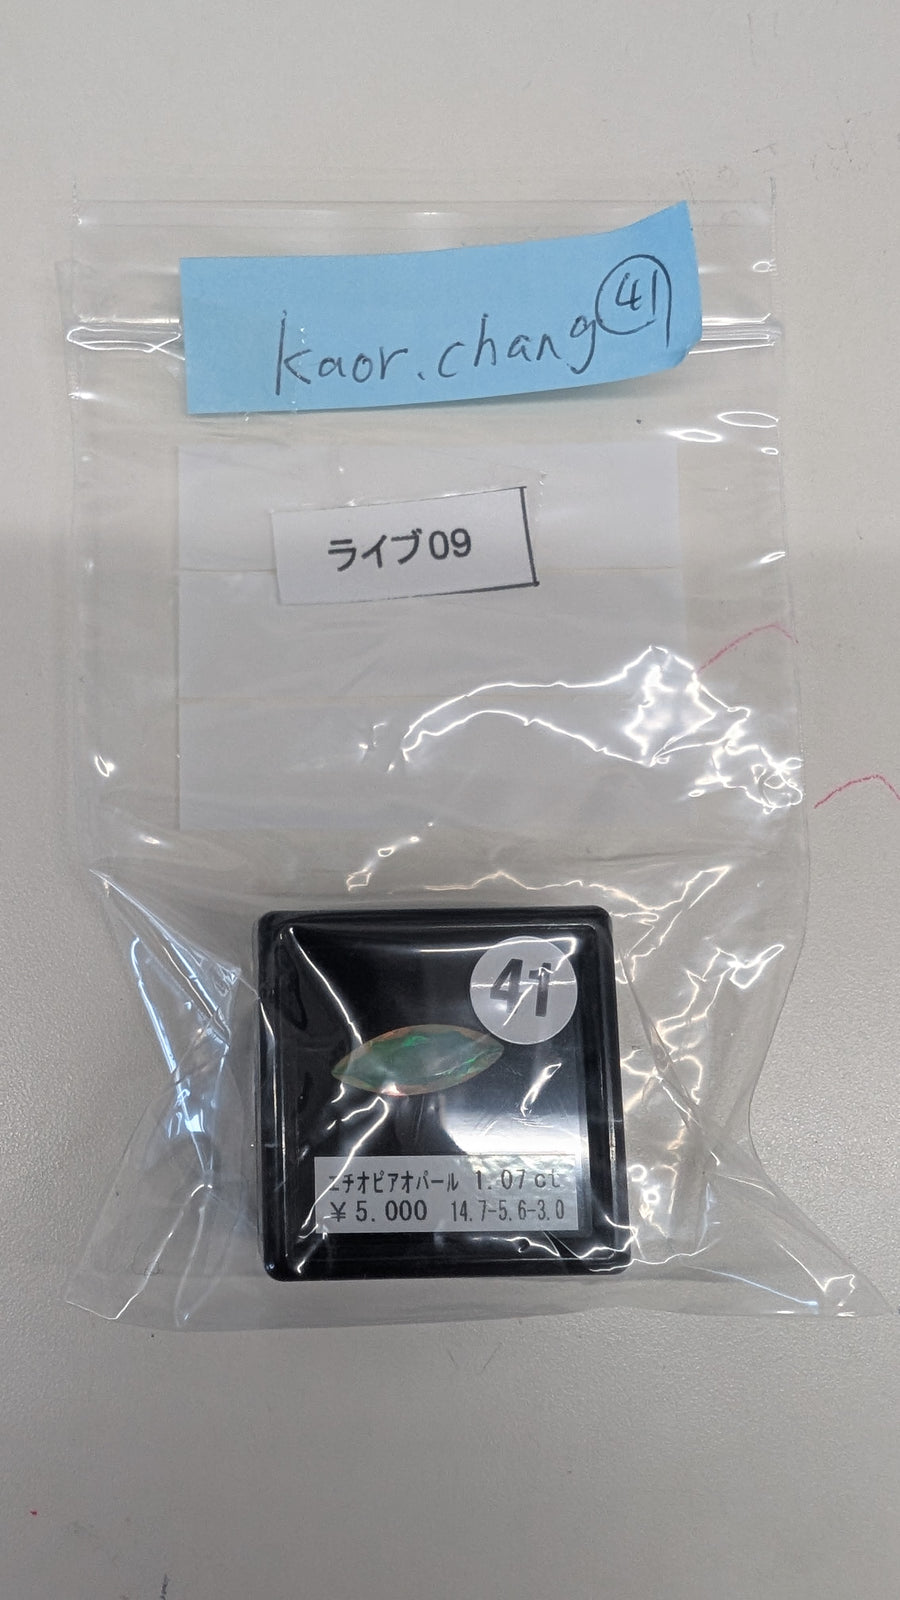 kaor.chang 41
ライブ09
41
エチオピアオパール 1.07ct
¥5.000 14.7-5.6-3.0